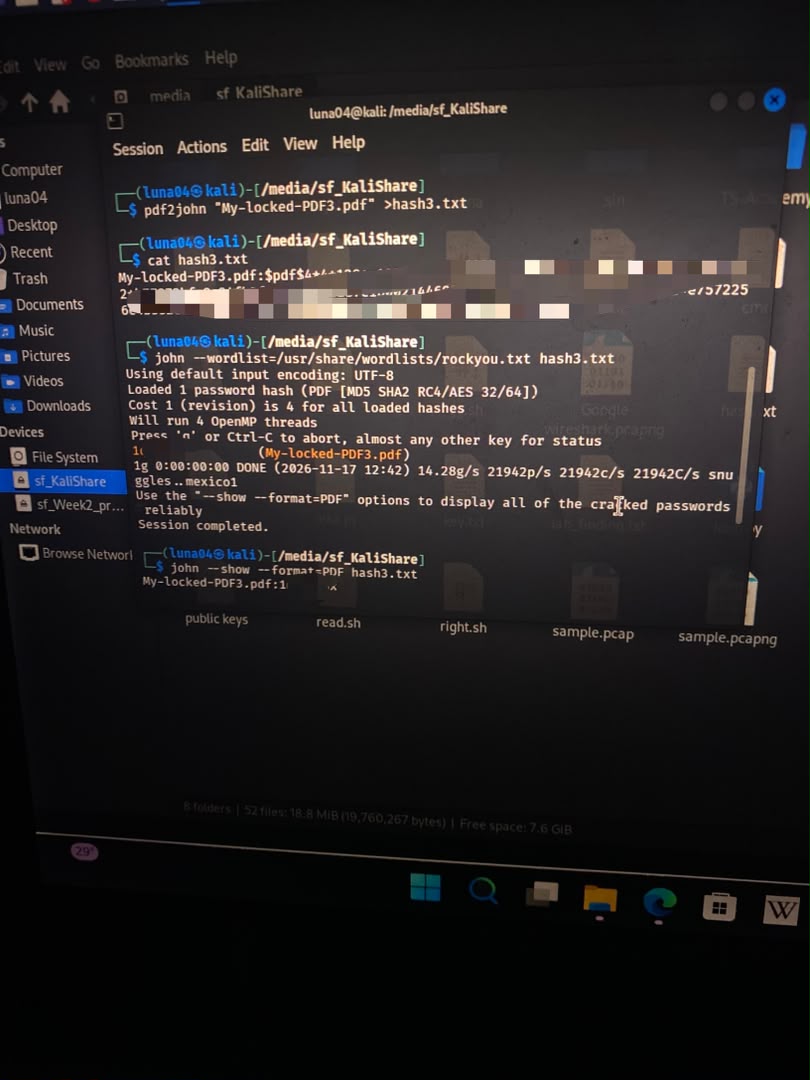 Edit View Go Bookmarks Help
media sf_KaliShare
luna04@kali: /media/sf_KaliShare
Session Actions Edit View Help
Computer
luna04
Desktop
Recent
Trash
Documents
Music
Pictures
Videos
Downloads
Devices
File System
sf_KaliShare
sf_Week2_pr...
Network
Browse Network
(luna04㉿kali)-[/media/sf_KaliShare]
$ pdf2john "My-locked-PDF3.pdf" >hash3.txt
(luna04㉿kali)-[/media/sf_KaliShare]
$ cat hash3.txt
My-locked-PDF3.pdf:$pdf$4*4*128
757225
(luna04㉿kali)-[/media/sf_KaliShare]
$ john --wordlist=/usr/share/wordlists/rockyou.txt hash3.txt
Using default input encoding: UTF-8
Loaded 1 password hash (PDF [MD5 SHA2 RC4/AES 32/64])
Cost 1 (revision) is 4 for all loaded hashes
Will run 4 OpenMP threads
Press 'q' or Ctrl-C to abort, almost any other key for status
(My-locked-PDF3.pdf)
1g 0:00:00:00 DONE (2026-11-17 12:42) 14.28g/s 21942p/s 21942c/s 21942C/s snu
ggles..mexico1
Use the "--show --format=PDF" options to display all of the cracked passwords
reliably
Session completed.
(luna04㉿kali)-[/media/sf_KaliShare]
$ john --show --format=PDF hash3.txt
My-locked-PDF3.pdf:1
Google
wireshark.pcapng
public keys
read.sh
right.sh
sample.pcap
sample.pcapng
8 folders | 52 files: 18.8 MiB (19,760,267 bytes) | Free space: 7.6 GiB
29°
W